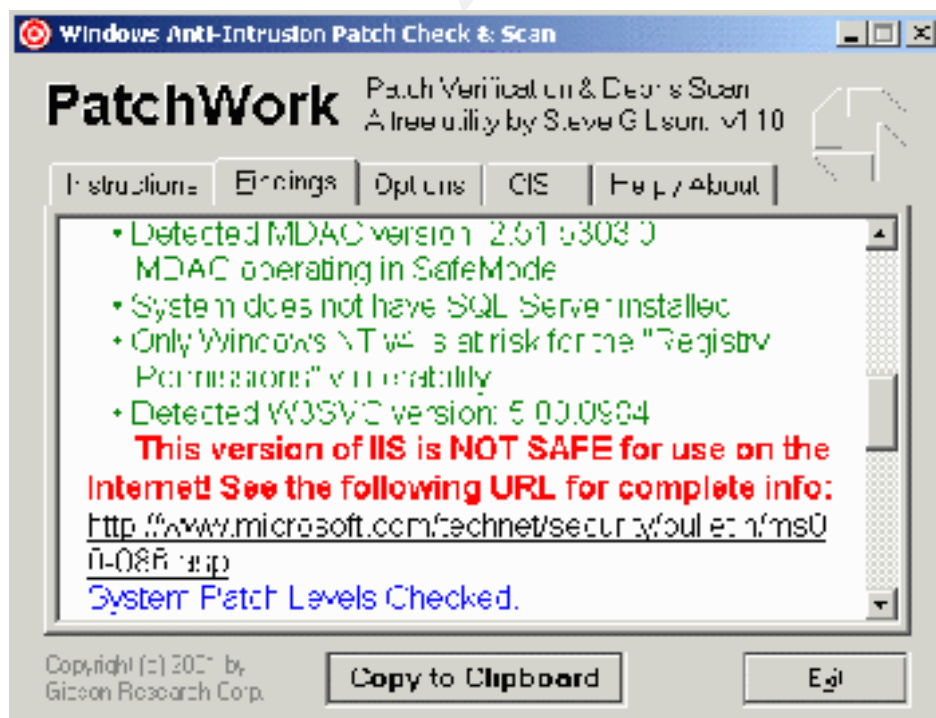 Windows Anti-Intrusion Patch Check & Scan
PatchWork
Patch Verification & Debris Scan
A free utility by Steve Gibson. v1.10
Instructions Findings Options CIS Help / About
• Detected MDAC version: 2.51.5303.0
MDAC operating in SafeMode
• System does not have SQL Server installed
• Only Windows NT v4 is at risk for the "Registry
Permissions" vulnerability
• Detected W3SVC version: 5.00.0984
This version of IIS is NOT SAFE for use on the
Internet! See the following URL for complete info:
http://www.microsoft.com/technet/security/bulletin/ms0
0-086.asp
System Patch Levels Checked.
Copyright (c) 2001 by
Gibson Research Corp.
Copy to Clipboard
Exit